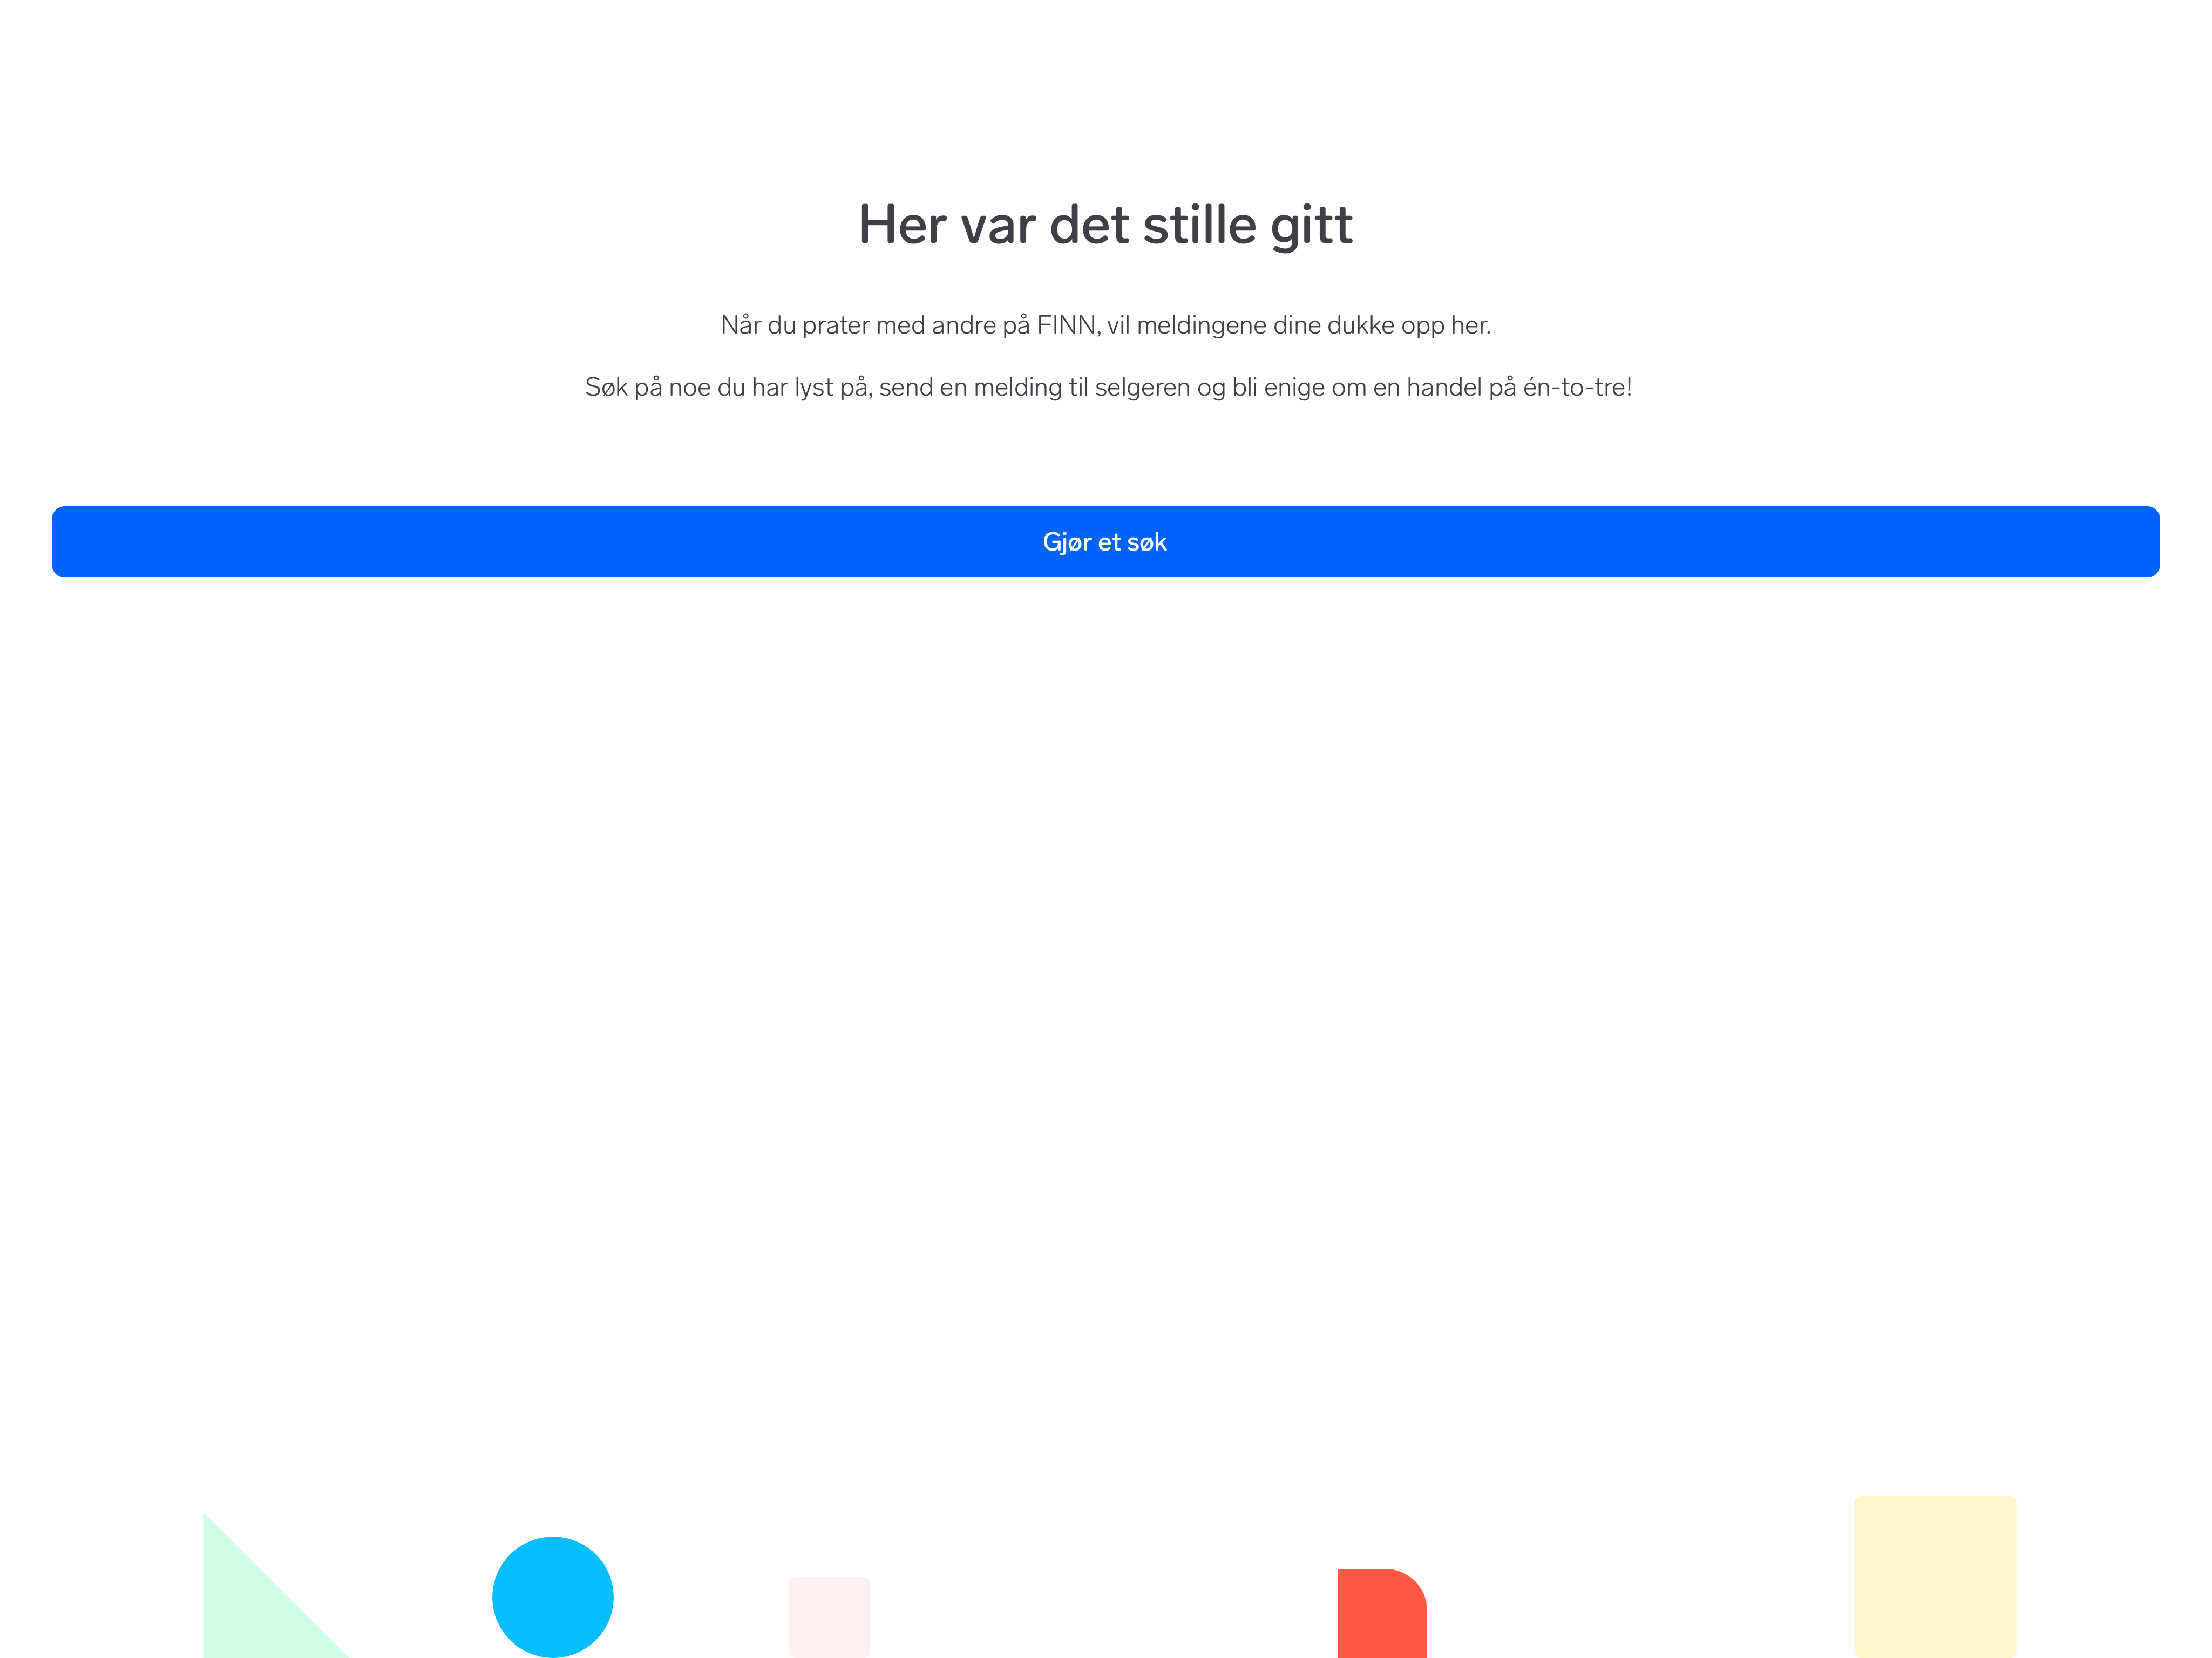 Her var det stille gitt
Når du prater med andre på FINN, vil meldingene dine dukke opp her.
Søk på noe du har lyst på, send en melding til selgeren og bli enige om en handel på én-to-tre!
Gjør et søk